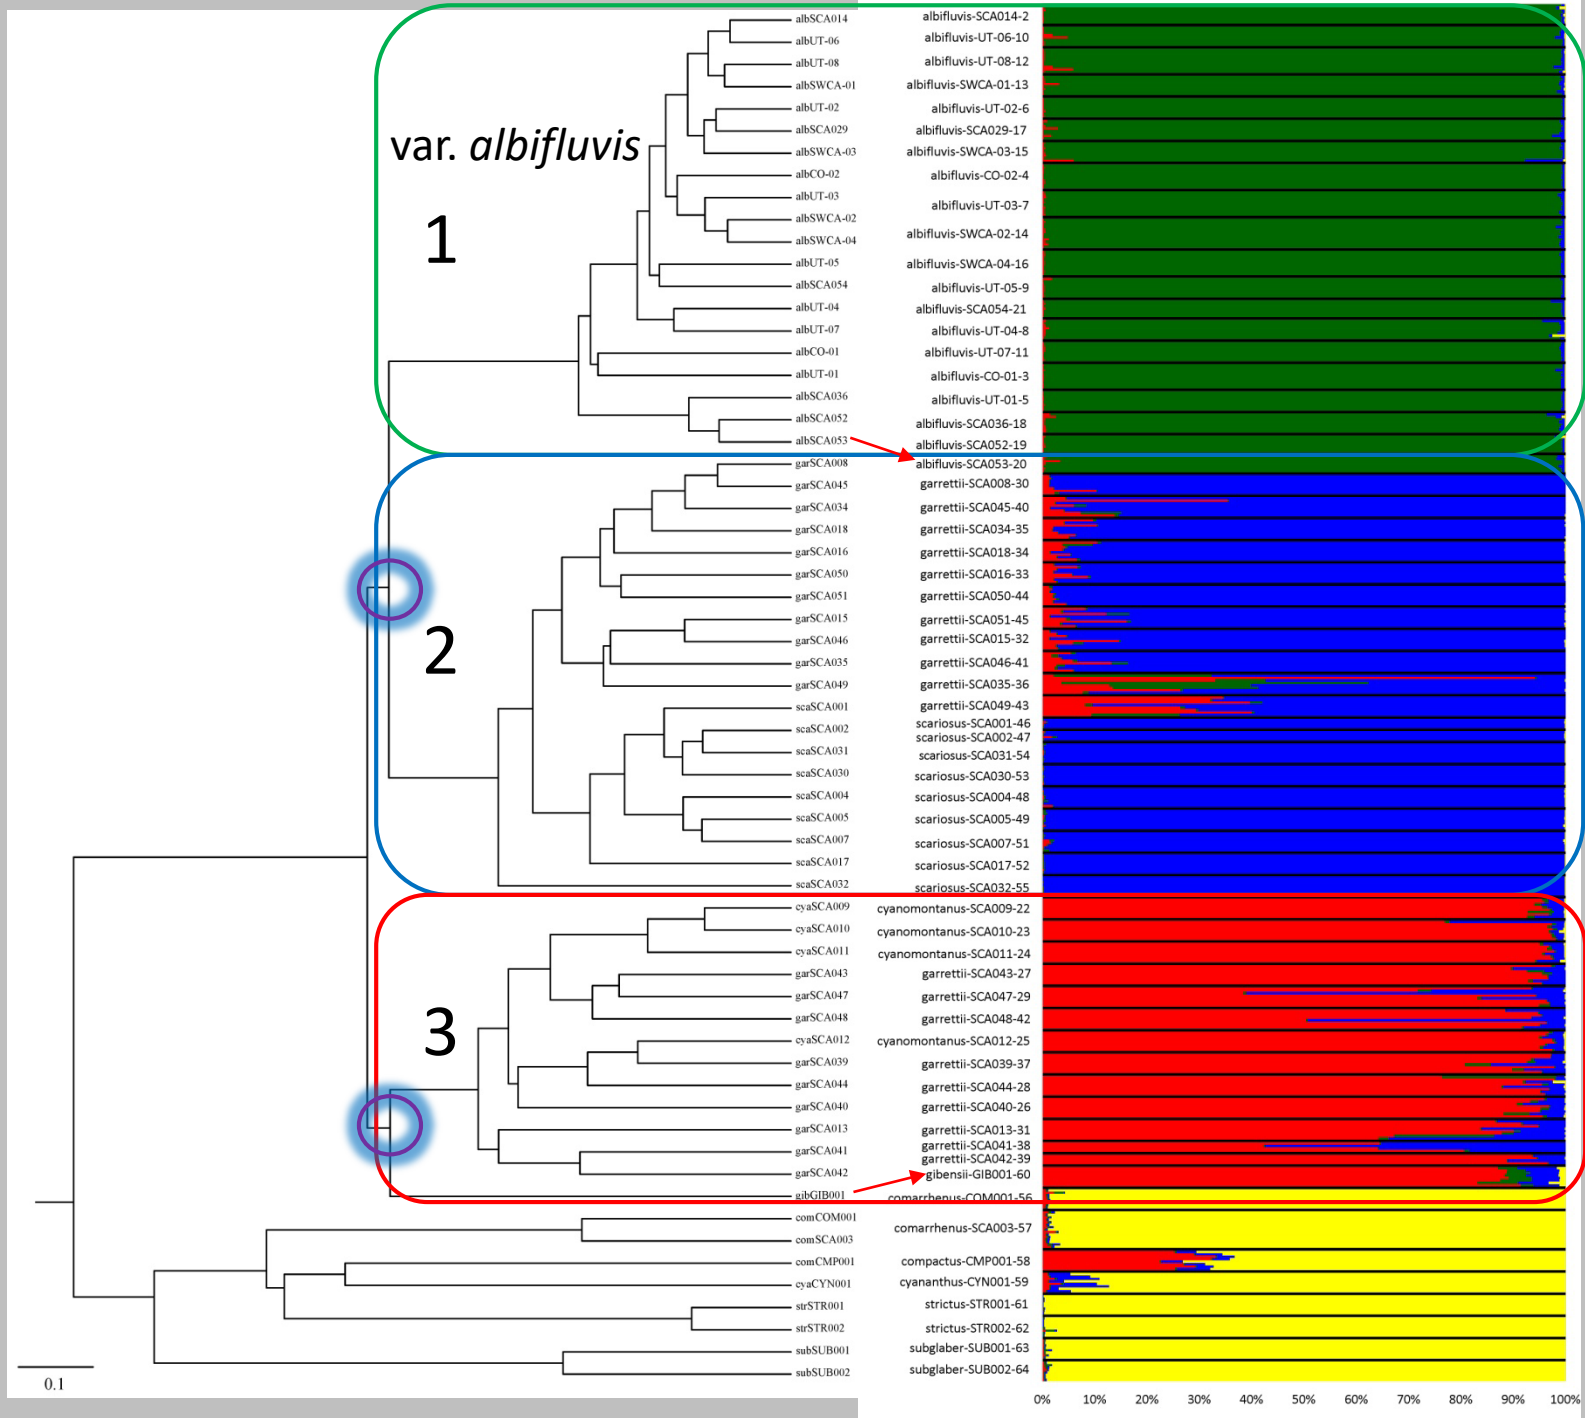 var. albifluvis
1
2
3
albSCA014
albUT-06
albUT-08
albSWCA-01
albUT-02
albSCA029
albSWCA-03
albCO-02
albUT-03
albSWCA-02
albSWCA-04
albUT-05
albSCA054
albUT-04
albUT-07
albCO-01
albUT-01
albSCA036
albSCA052
albSCA053
garSCA008
garSCA045
garSCA034
garSCA018
garSCA016
garSCA050
garSCA051
garSCA015
garSCA046
garSCA035
garSCA049
scaSCA001
scaSCA002
scaSCA031
scaSCA030
scaSCA004
scaSCA005
scaSCA007
scaSCA017
scaSCA032
cyaSCA009
cyaSCA010
cyaSCA011
garSCA043
garSCA047
garSCA048
cyaSCA012
garSCA039
garSCA044
garSCA040
garSCA013
garSCA041
garSCA042
gibGIB001
comCOM001
comSCA003
comCMP001
cyaCYN001
strSTR001
strSTR002
subSUB001
subSUB002
0.1
albifluvis-SCA014-2
albifluvis-UT-06-10
albifluvis-UT-08-12
albifluvis-SWCA-01-13
albifluvis-UT-02-6
albifluvis-SCA029-17
albifluvis-SWCA-03-15
albifluvis-CO-02-4
albifluvis-UT-03-7
albifluvis-SWCA-02-14
albifluvis-SWCA-04-16
albifluvis-UT-05-9
albifluvis-SCA054-21
albifluvis-UT-04-8
albifluvis-UT-07-11
albifluvis-CO-01-3
albifluvis-UT-01-5
albifluvis-SCA036-18
albifluvis-SCA052-19
albifluvis-SCA053-20
garrettii-SCA008-30
garrettii-SCA045-40
garrettii-SCA034-35
garrettii-SCA018-34
garrettii-SCA016-33
garrettii-SCA050-44
garrettii-SCA051-45
garrettii-SCA015-32
garrettii-SCA046-41
garrettii-SCA035-36
garrettii-SCA049-43
scariosus-SCA001-46
scariosus-SCA002-47
scariosus-SCA031-54
scariosus-SCA030-53
scariosus-SCA004-48
scariosus-SCA005-49
scariosus-SCA007-51
scariosus-SCA017-52
scariosus-SCA032-55
cyanomontanus-SCA009-22
cyanomontanus-SCA010-23
cyanomontanus-SCA011-24
garrettii-SCA043-27
garrettii-SCA047-29
garrettii-SCA048-42
cyanomontanus-SCA012-25
garrettii-SCA039-37
garrettii-SCA044-28
garrettii-SCA040-26
garrettii-SCA013-31
garrettii-SCA041-38
garrettii-SCA042-39
gibensii-GIB001-60
comarrhenus-COM001-56
comarrhenus-SCA003-57
compactus-CMP001-58
cyananthus-CYN001-59
strictus-STR001-61
strictus-STR002-62
subglaber-SUB001-63
subglaber-SUB002-64
0% 10% 20% 30% 40% 50% 60% 70% 80% 90% 100%